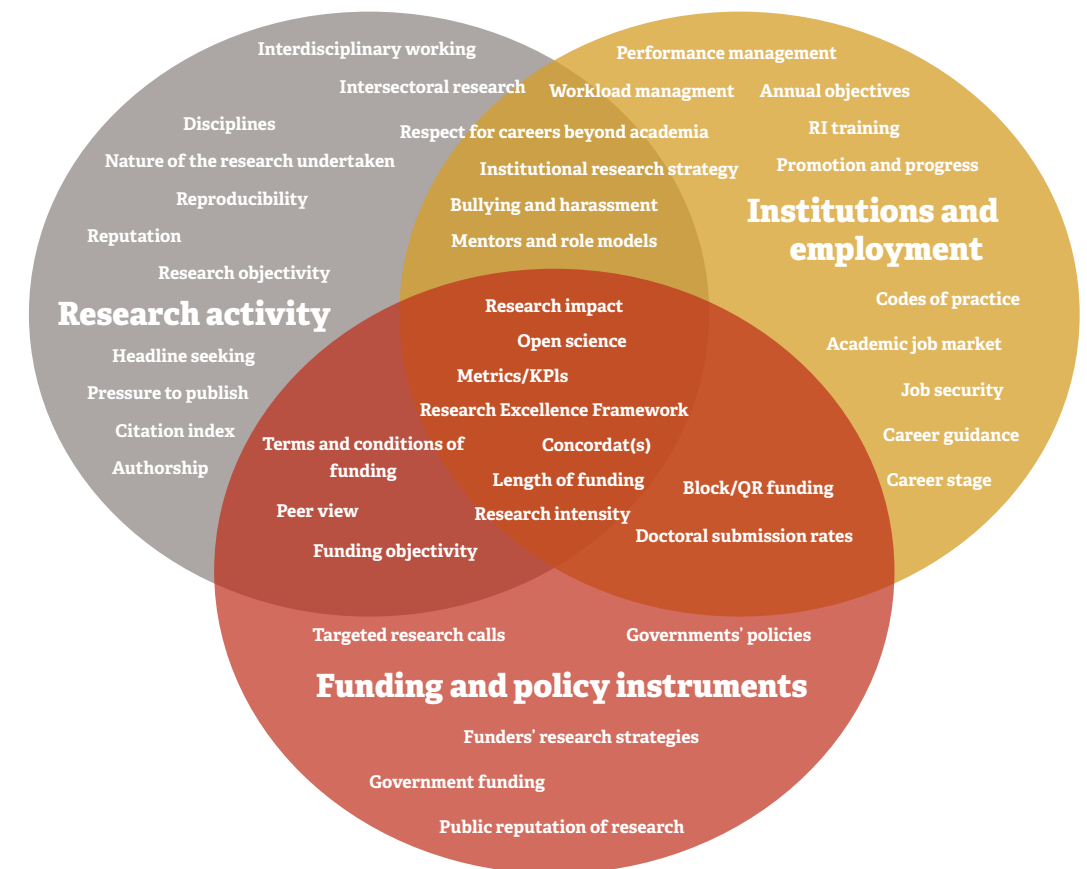 Interdisciplinary working
Intersectoral research
Disciplines
Nature of the research undertaken
Reproducibility
Reputation
Research objectivity
Research activity
Headline seeking
Pressure to publish
Citation index
Authorship
Performance management
Workload managment
Annual objectives
Respect for careers beyond academia
RI training
Institutional research strategy
Promotion and progress
Bullying and harassment
Mentors and role models
Institutions and
employment
Codes of practice
Academic job market
Job security
Career guidance
Career stage
Research impact
Open science
Metrics/KPIs
Research Excellence Framework
Concordat(s)
Length of funding
Research intensity
Terms and conditions of
funding
Peer view
Funding objectivity
Block/QR funding
Doctoral submission rates
Targeted research calls
Governments’ policies
Funding and policy instruments
Funders’ research strategies
Government funding
Public reputation of research